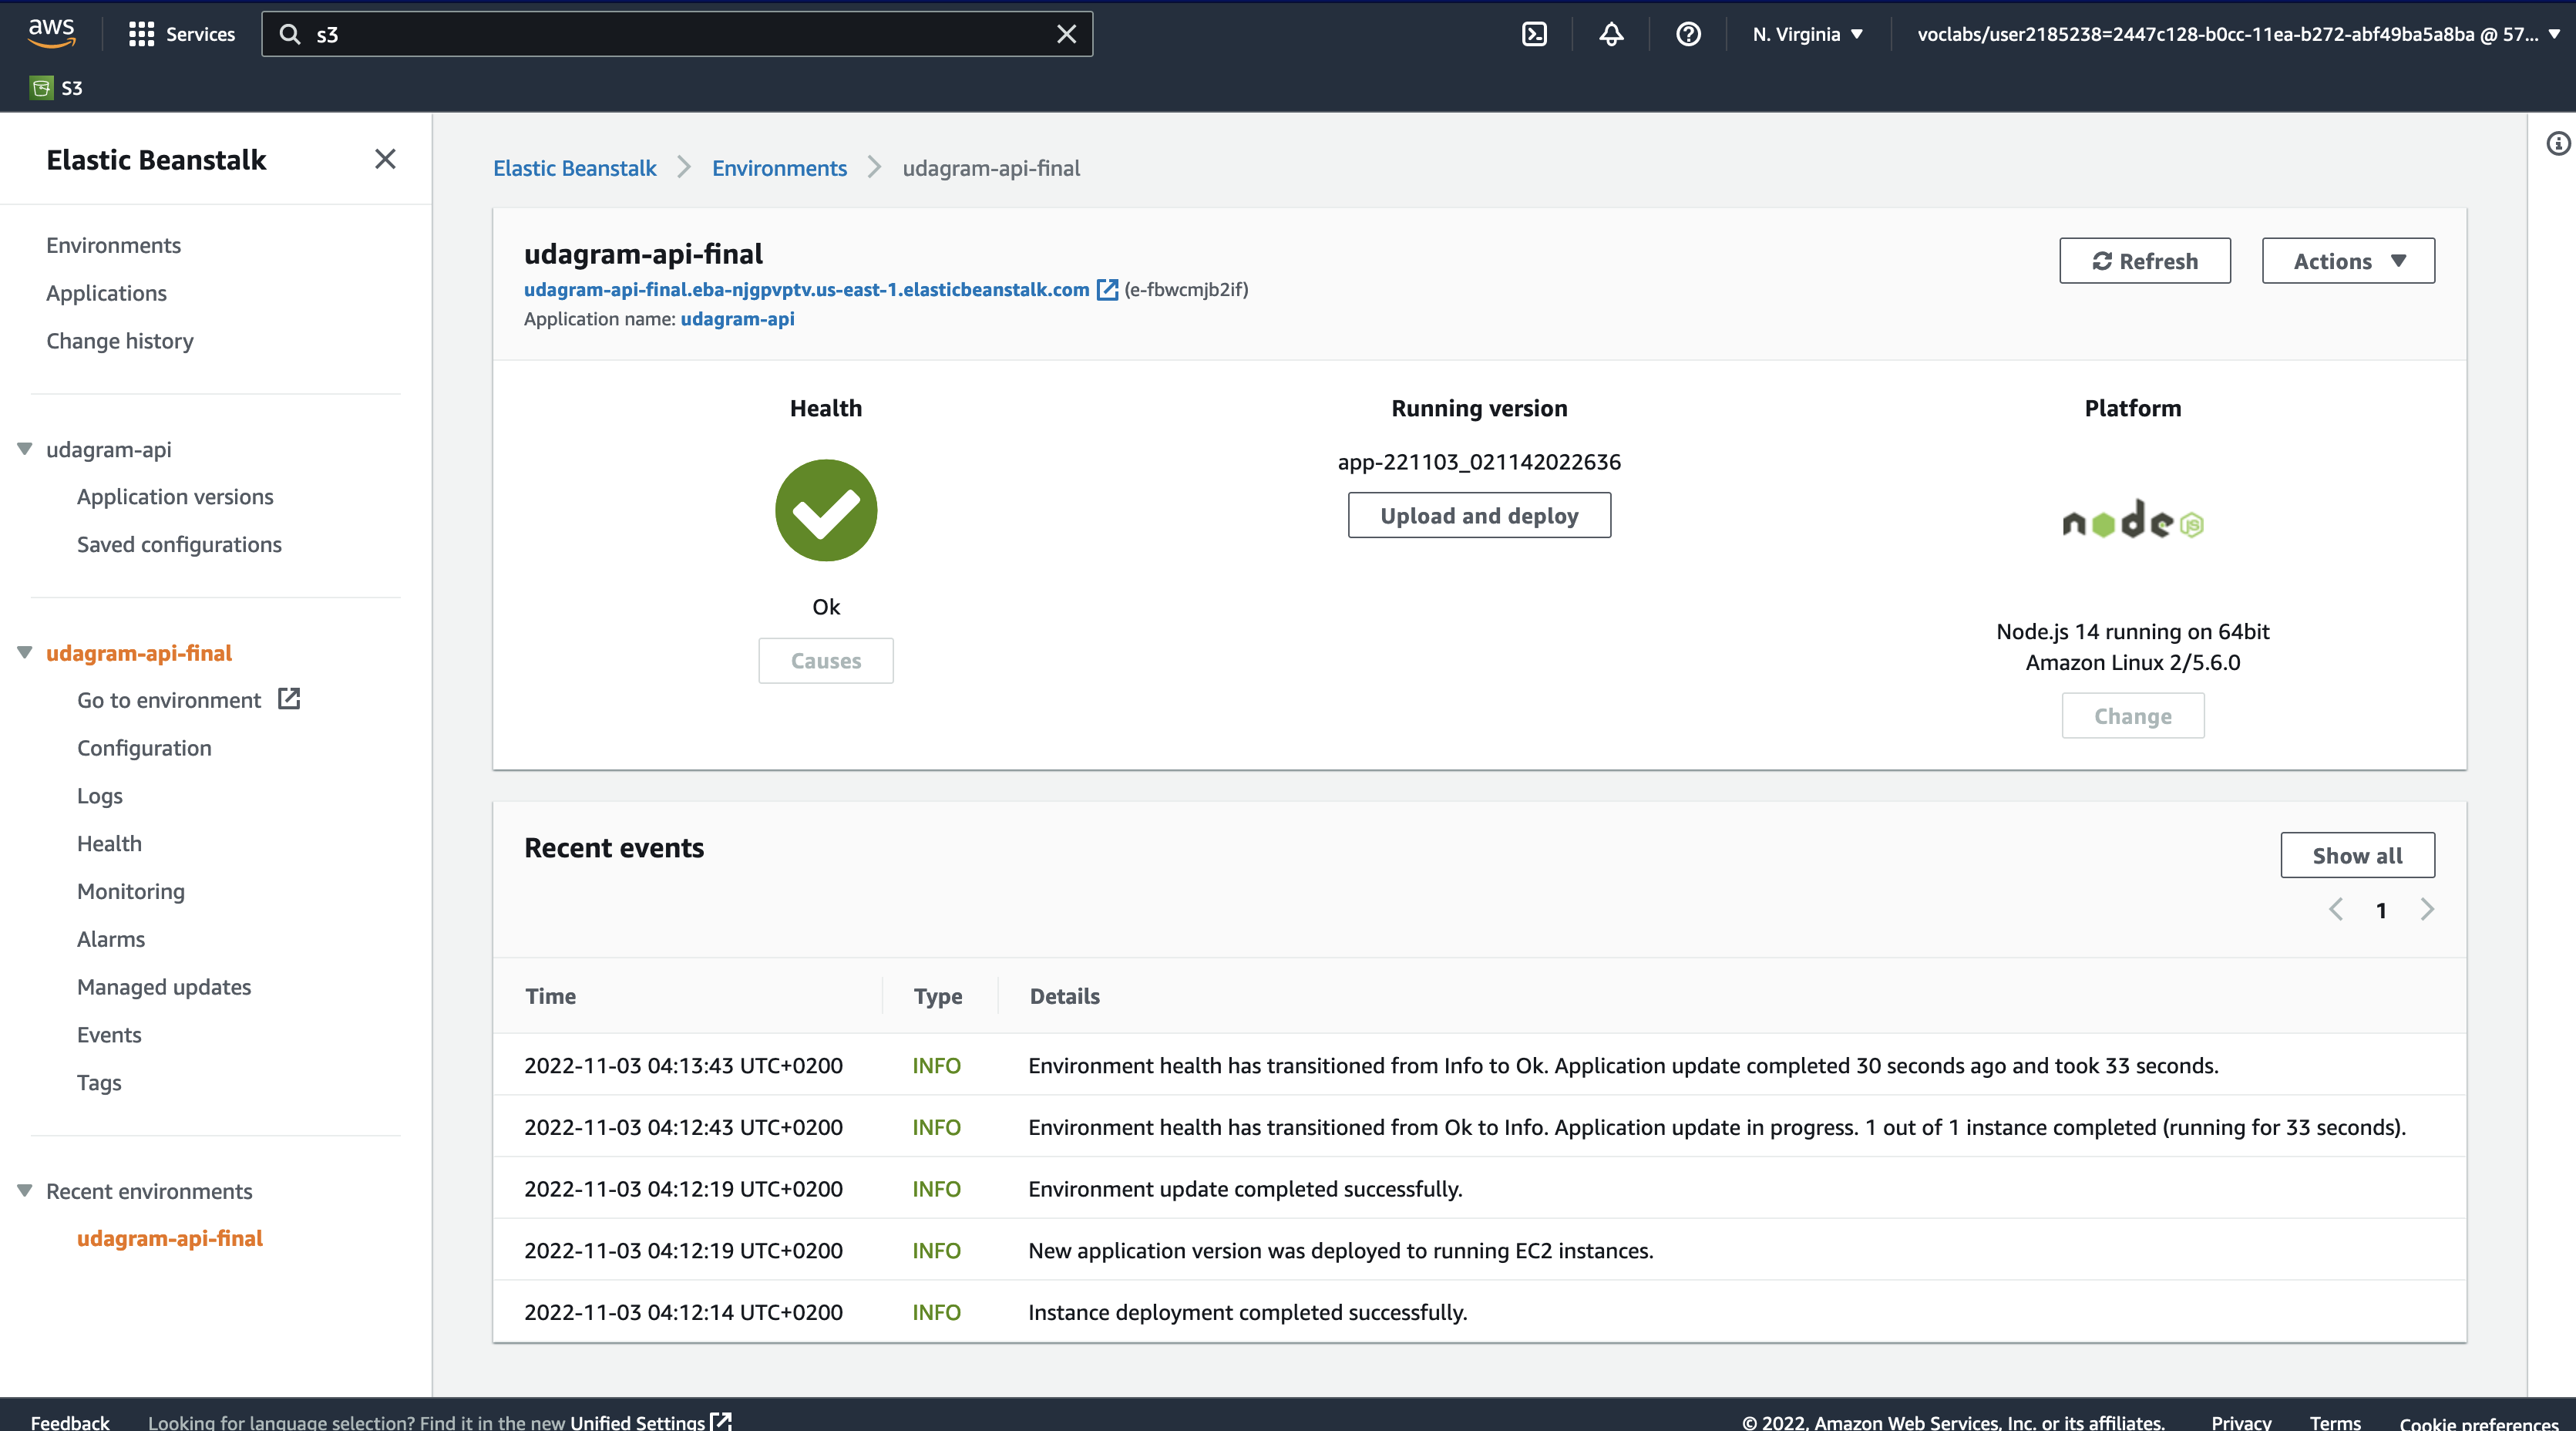 aws
Services
s3
N. Virginia
voclabs/user2185238=2447c128-b0cc-11ea-b272-abf49ba5a8ba @ 57...
S3
Elastic Beanstalk
Environments
Applications
Change history
udagram-api
Application versions
Saved configurations
udagram-api-final
Go to environment
Configuration
Logs
Health
Monitoring
Alarms
Managed updates
Events
Tags
Recent environments
udagram-api-final
Elastic Beanstalk > Environments > udagram-api-final
udagram-api-final
udagram-api-final.eba-njgpvptv.us-east-1.elasticbeanstalk.com (e-fbwcmjb2if)
Application name: udagram-api
Refresh
Actions
Health
Ok
Causes
Running version
app-221103_021142022636
Upload and deploy
Platform
node JS
Node.js 14 running on 64bit
Amazon Linux 2/5.6.0
Change
Recent events
Show all
1
Time Type Details
2022-11-03 04:13:43 UTC+0200 INFO Environment health has transitioned from Info to Ok. Application update completed 30 seconds ago and took 33 seconds.
2022-11-03 04:12:43 UTC+0200 INFO Environment health has transitioned from Ok to Info. Application update in progress. 1 out of 1 instance completed (running for 33 seconds).
2022-11-03 04:12:19 UTC+0200 INFO Environment update completed successfully.
2022-11-03 04:12:19 UTC+0200 INFO New application version was deployed to running EC2 instances.
2022-11-03 04:12:14 UTC+0200 INFO Instance deployment completed successfully.
Feedback Looking for language selection? Find it in the new Unified Settings
© 2022, Amazon Web Services, Inc. or its affiliates. Privacy Terms Cookie preferences